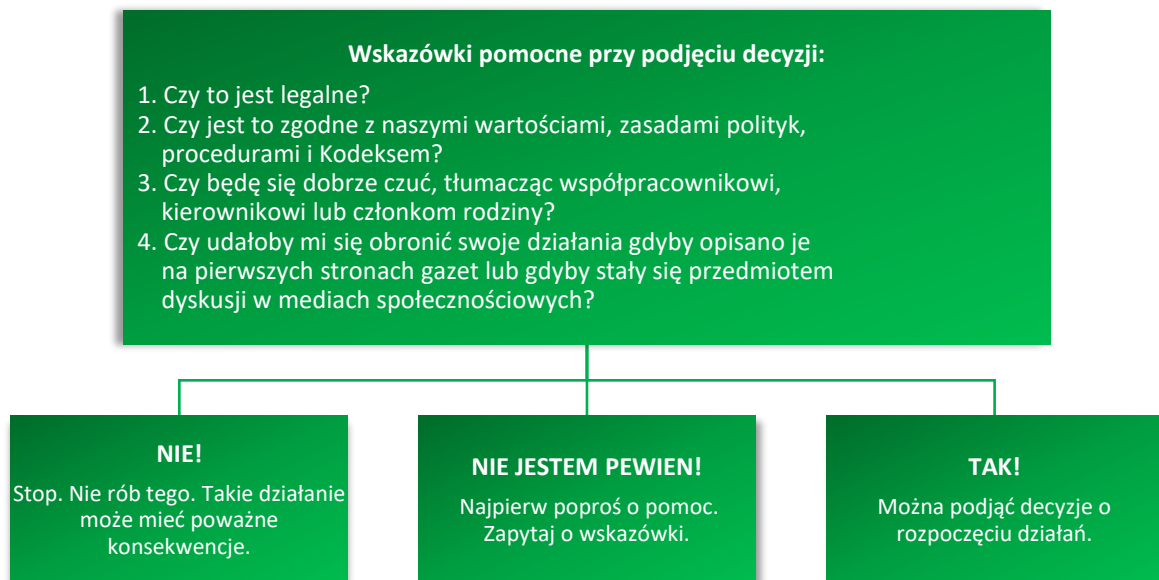 Wskazówki pomocne przy podjęciu decyzji:
1. Czy to jest legalne?
2. Czy jest to zgodne z naszymi wartościami, zasadami polityk,
procedurami i Kodeksem?
3. Czy będę się dobrze czuć, tłumacząc współpracownikowi,
kierownikowi lub członkom rodziny?
4. Czy udałoby mi się obronić swoje działania gdyby opisano je
na pierwszych stronach gazet lub gdyby stały się przedmiotem
dyskusji w mediach społecznościowych?
NIE!
Stop. Nie rób tego. Takie działanie
może mieć poważne
konsekwencje.
NIE JESTEM PEWIEN!
Najpierw poproś o pomoc.
Zapytaj o wskazówki.
TAK!
Można podjąć decyzje o
rozpoczęciu działań.